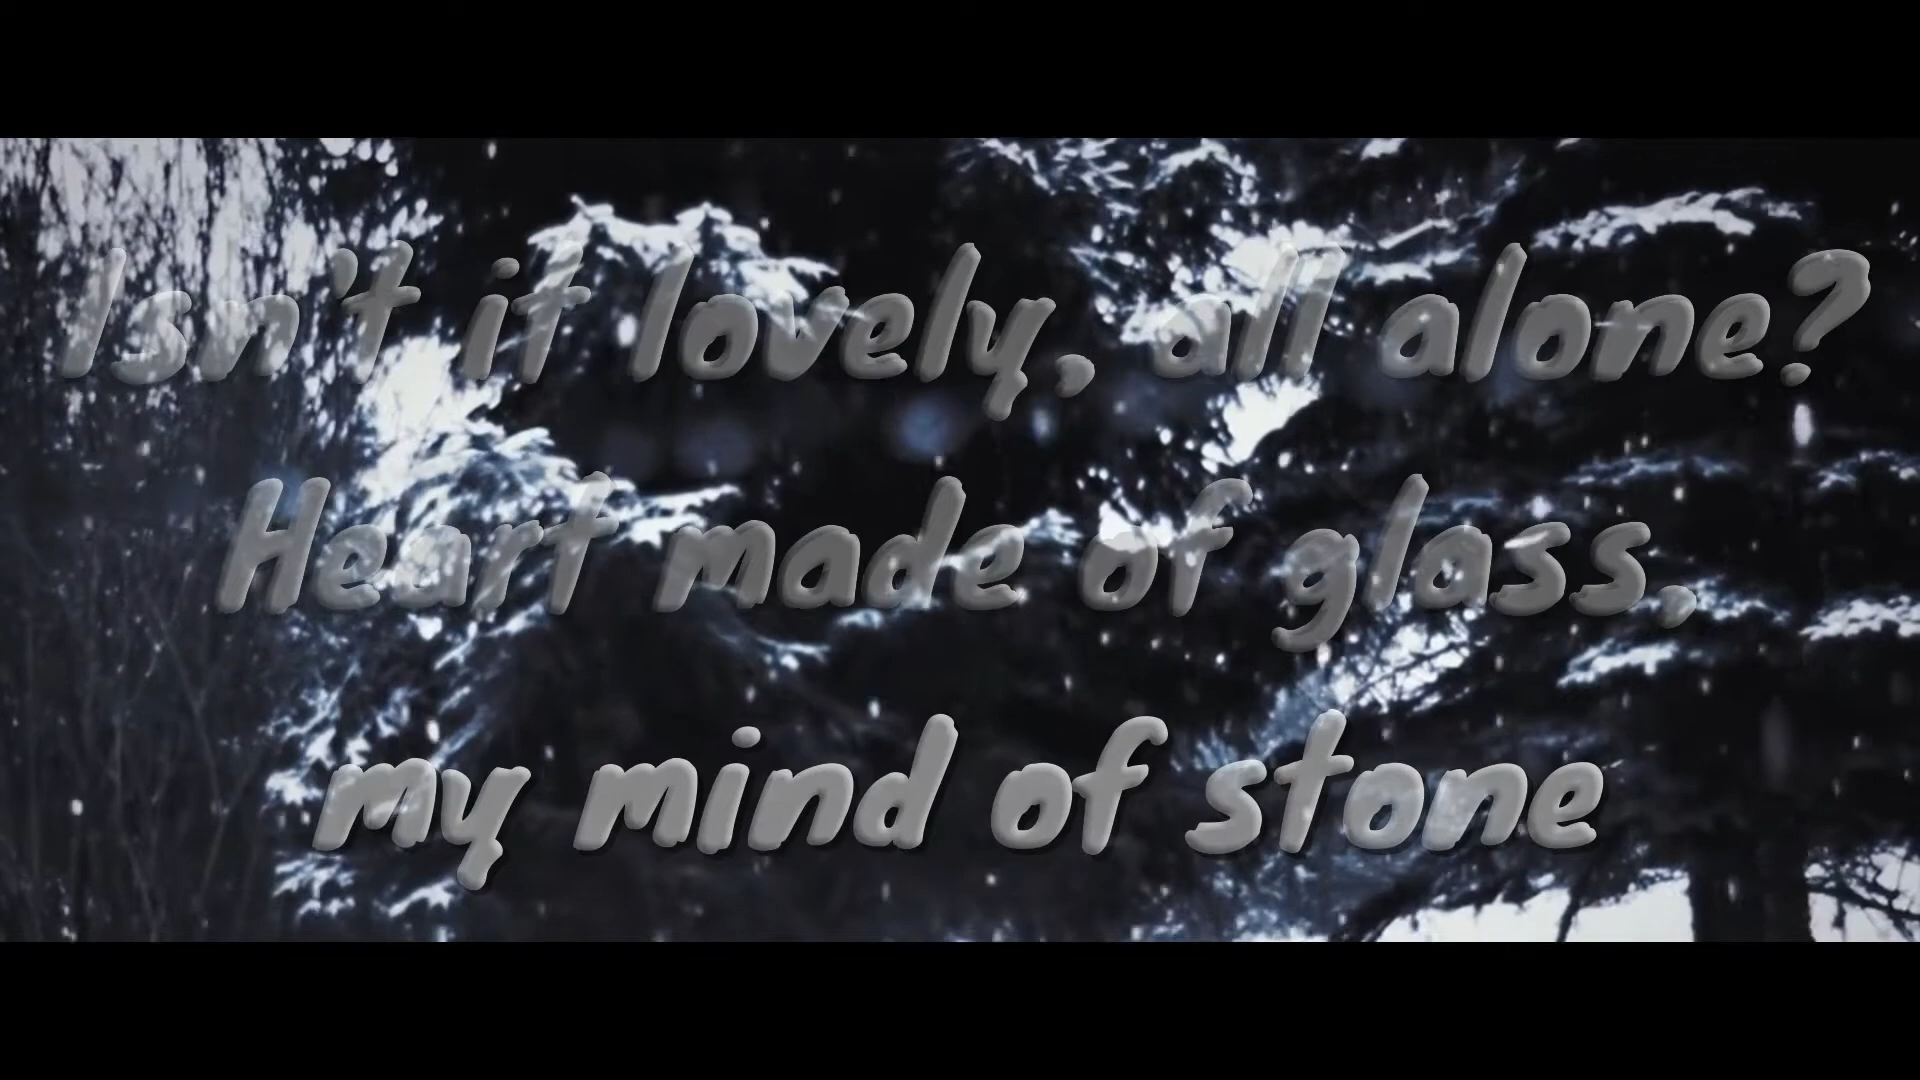 Isn't it lovely, all alone?
Heart made of glass,
my mind of stone